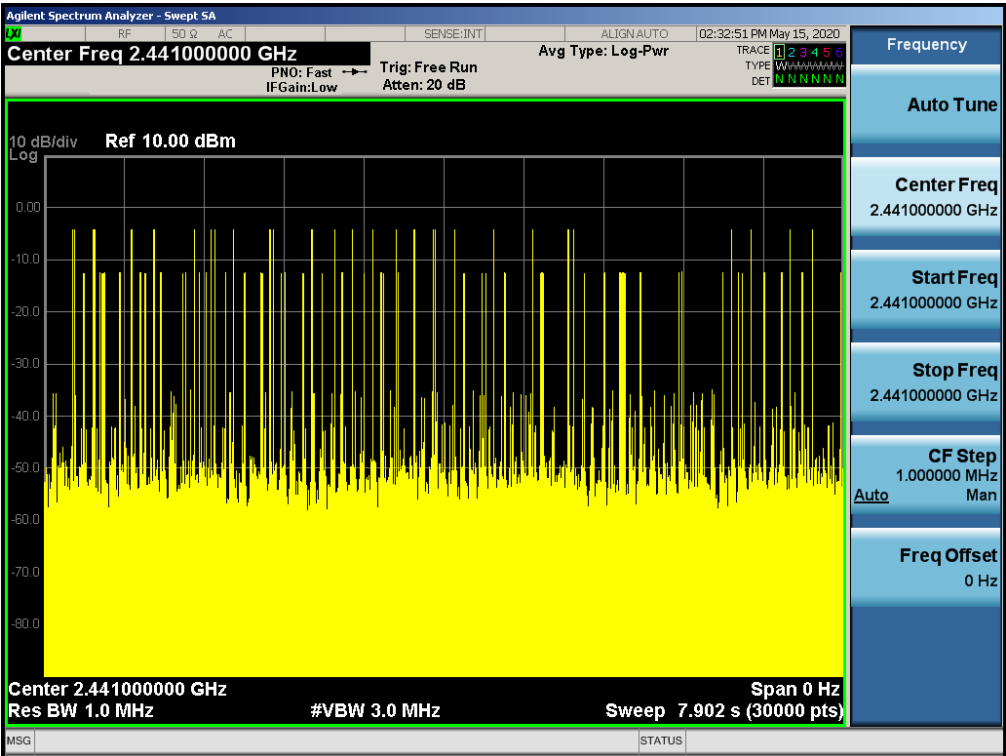 Agilent Spectrum Analyzer - Swept SA
LXI RF 50 Ω AC SENSE:INT ALIGN AUTO 02:32:51 PM May 15, 2020
Center Freq 2.441000000 GHz
PNO: Fast
IFGain:Low
Trig: Free Run
Atten: 20 dB
Avg Type: Log-Pwr
TRACE 1 2 3 4 5 6
TYPE WWWWWW
DET N N N N N N
10 dB/div Ref 10.00 dBm
Log
0.00
-10.0
-20.0
-30.0
-40.0
-50.0
-60.0
-70.0
-80.0
Center 2.441000000 GHz Span 0 Hz
Res BW 1.0 MHz #VBW 3.0 MHz Sweep 7.902 s (30000 pts)
MSG STATUS
Frequency
Auto Tune
Center Freq
2.441000000 GHz
Start Freq
2.441000000 GHz
Stop Freq
2.441000000 GHz
CF Step
1.000000 MHz
Auto Man
Freq Offset
0 Hz